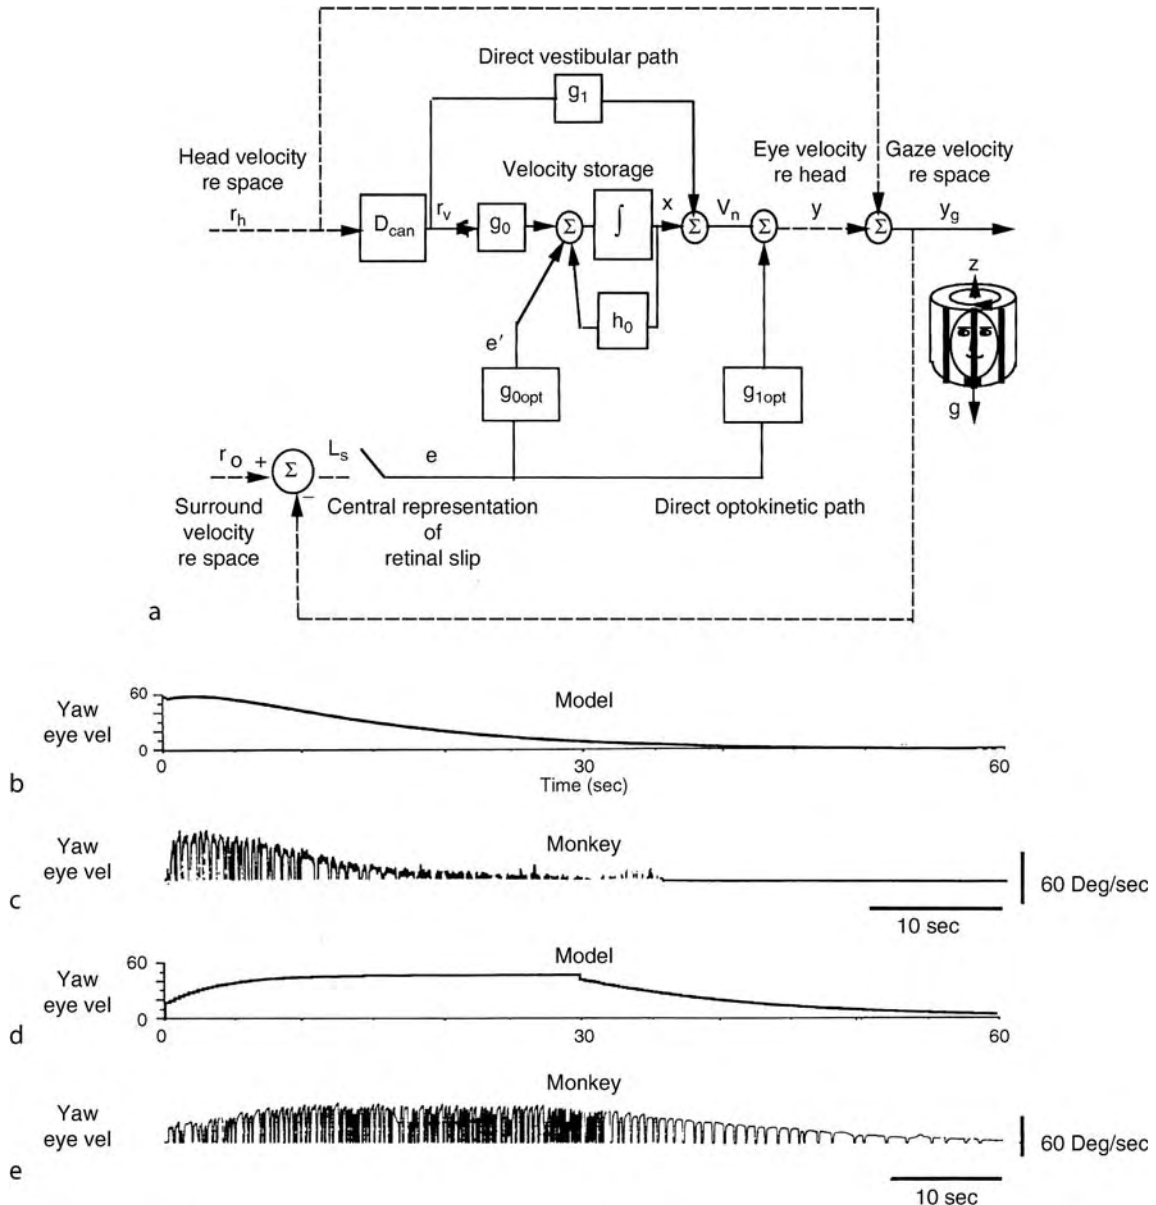 Direct vestibular path
g1
Head velocity
re space
Velocity storage
Eye velocity
re head
Gaze velocity
re space
rh
Dcan
rv
g0
Σ
∫
x
Σ
Vn
y
Σ
yg
h0
e′
g0opt
g1opt
z
g
ro
+
Σ
−
Ls
e
Surround
velocity
re space
Central representation
of
retinal slip
Direct optokinetic path
a
Yaw
eye vel
60
0
Model
0
30
60
Time (sec)
b
Yaw
eye vel
Monkey
60 Deg/sec
10 sec
c
Yaw
eye vel
60
0
Model
0
30
60
d
Yaw
eye vel
Monkey
60 Deg/sec
10 sec
e